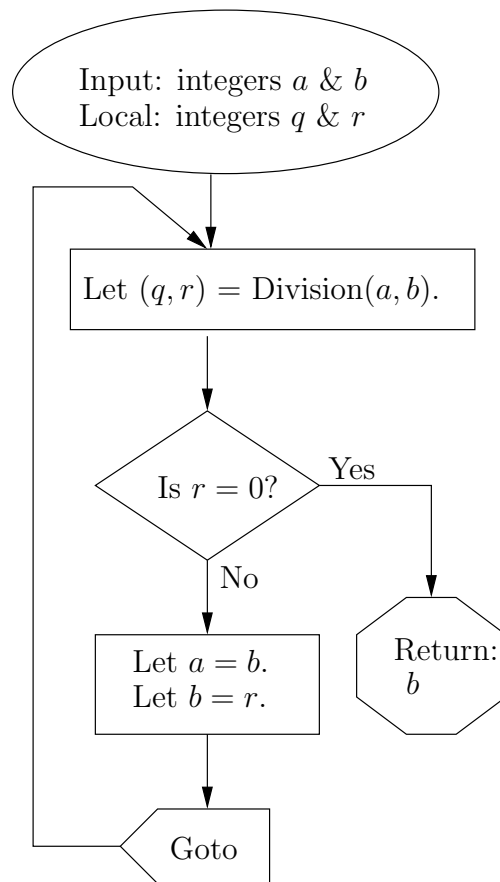 Input: integers a & b
Local: integers q & r
Let (q, r) = Division(a, b).
Is r = 0?
Yes
No
Let a = b.
Let b = r.
Return:
b
Goto